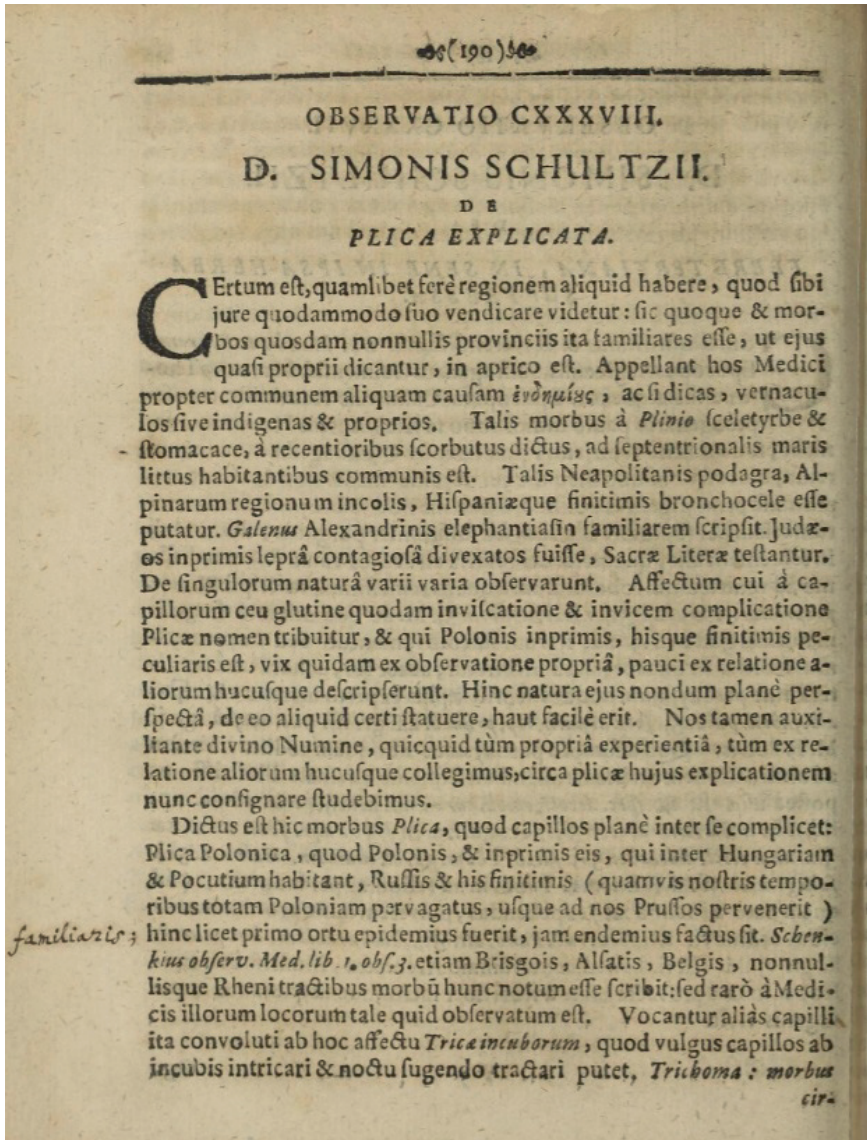 (190)
OBSERVATIO CXXXVIII.
D. SIMONIS SCHULTZII.
DE
PLICA EXPLICATA.
CErtum eſt, quamlibet ferè regionem aliquid habere, quod ſibi
jure quodammodo ſuo vendicare videtur: ſic quoque & mor-
bos quosdam nonnullis provinciis ita familiares eſſe, ut ejus
quaſi proprii dicantur, in aprico eſt. Appellant hos Medici
propter communem aliquam cauſam ἐνδημίȣς, ac ſi dicas, vernacu-
los ſive indigenas & proprios. Talis morbus à Plinio ſceletyrbe &
ſtomacace, à recentioribus ſcorbutus dictus, ad ſeptentrionalis maris
littus habitantibus communis eſt. Talis Neapolitanis podagra, Al-
pinarum regionum incolis, Hiſpaniæque finitimis bronchocele eſſe
putatur. Galenus Alexandrinis elephantiaſin familiarem ſcripſit. Judæ-
os inprimis leprâ contagioſâ divexatos fuiſſe, Sacræ Literæ teſtantur.
De ſingulorum naturâ varii varia obſervarunt. Affectum cui à ca-
pillorum ceu glutine quodam inviſcatione & invicem complicatione
Plicæ nomen tribuitur, & qui Polonis inprimis, hisque finitimis pe-
culiaris eſt, vix quidam ex obſervatione propriâ, pauci ex relatione a-
liorum hucuſque deſcripſerunt. Hinc natura ejus nondum planè per-
ſpectâ, de eo aliquid certi ſtatuere, haut facilè erit. Nos tamen auxi-
liante divino Numine, quicquid tùm propriâ experientiâ, tùm ex re-
latione aliorum hucuſque collegimus, circa plicæ hujus explicationem
nunc conſignare ſtudebimus.
Dictus eſt hic morbus Plica, quod capillos planè inter ſe complicet:
Plica Polonica, quod Polonis, & inprimis eis, qui inter Hungariam
& Pocutium habitant, Ruſſis & his finitimis (quamvis noſtris tempo-
ribus totam Poloniam pervagatus, uſque ad nos Pruſſos pervenerit)
familiaris; hinc licet primo ortu epidemius fuerit, jam endemius factus ſit. Schen-
kius obſerv. Med. lib. 1. obſ. 3. etiam Brisgois, Alſatis, Belgis, nonnul-
lisque Rheni tractibus morbũ hunc notum eſſe ſcribit: ſed rarò à Medi-
cis illorum locorum tale quid obſervatum eſt. Vocantur aliàs capilli
ita convoluti ab hoc affectu Tricæ incuborum, quod vulgus capillos ab
incubis intricari & noctu ſugendo tractari putet. Trichoma: morbus
cir-